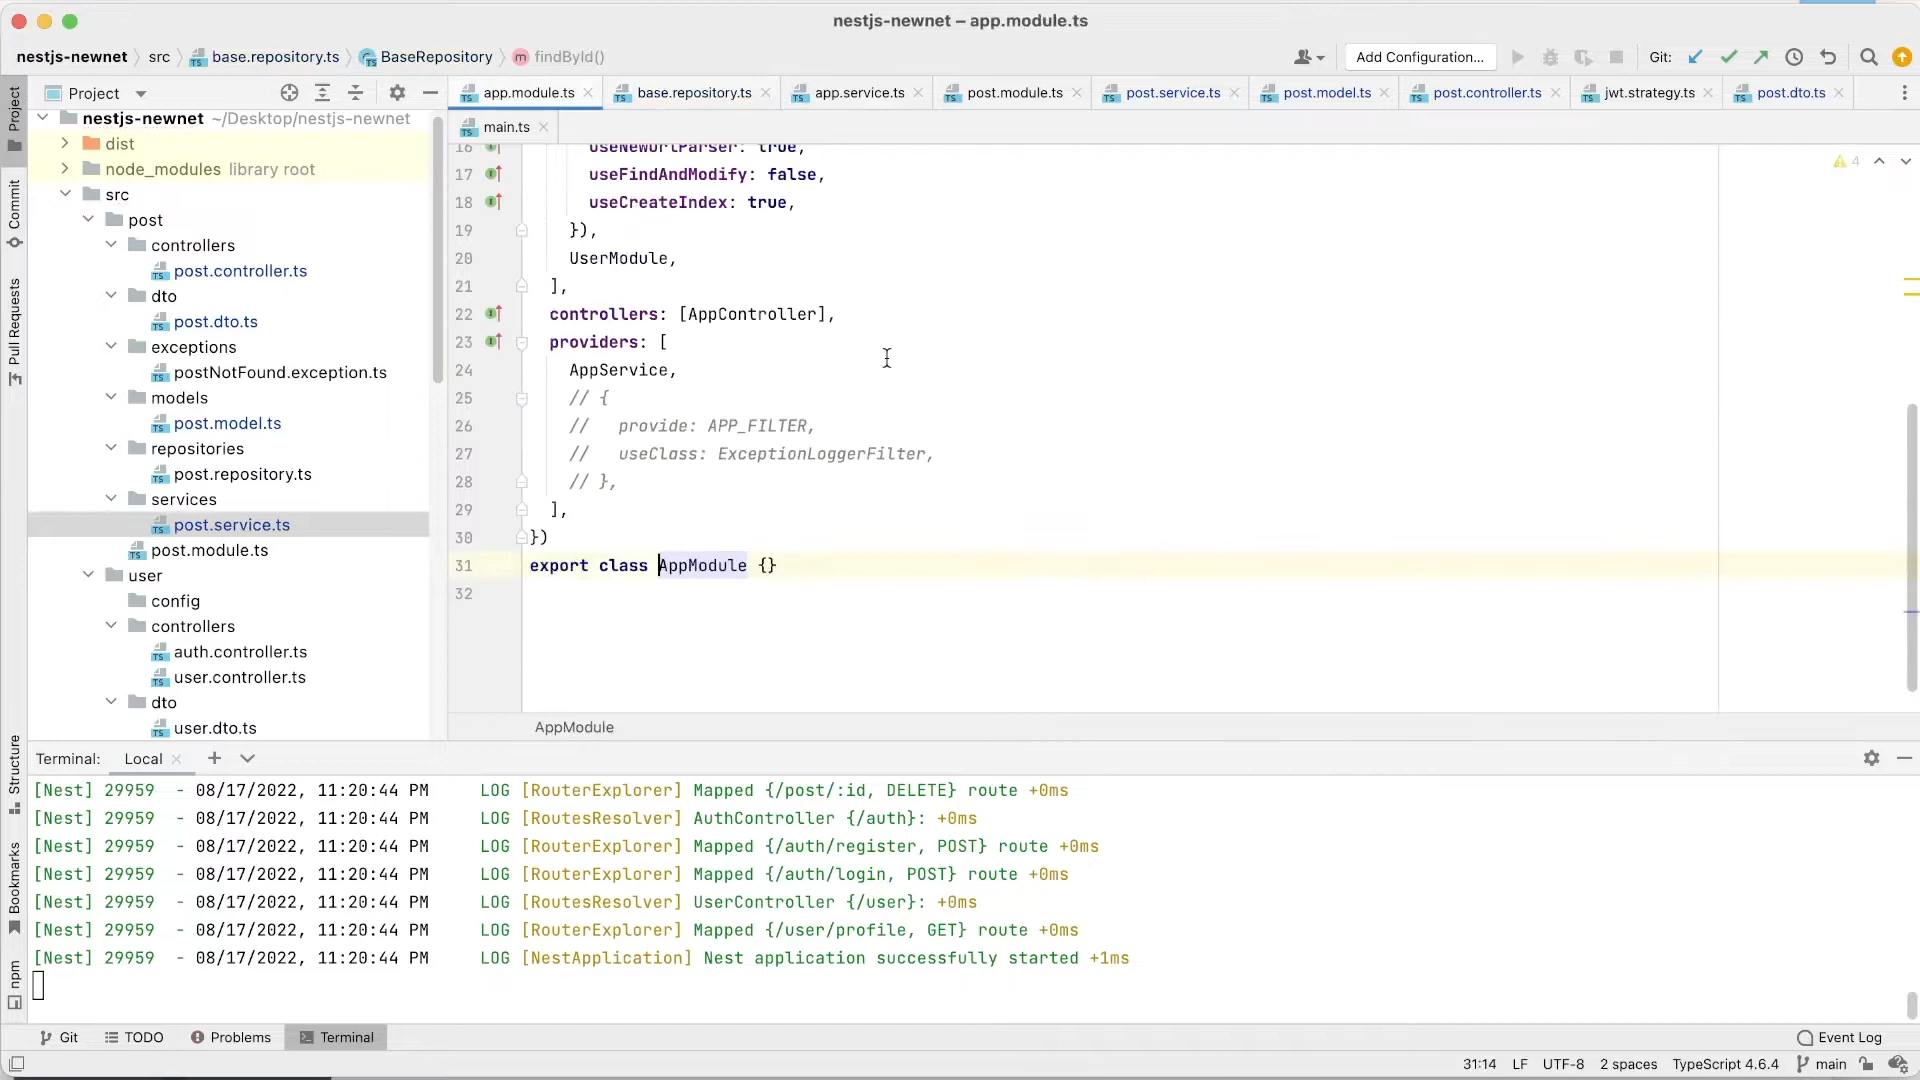 nestjs-newnet – app.module.ts
nestjs-newnet src base.repository.ts BaseRepository m findById() Add Configuration... Git:
Project
app.module.ts base.repository.ts app.service.ts post.module.ts post.service.ts post.model.ts post.controller.ts jwt.strategy.ts post.dto.ts
main.ts
Project
Commit
Pull Requests
Structure
Bookmarks
npm
nestjs-newnet ~/Desktop/nestjs-newnet
dist
node_modules library root
src
post
controllers
post.controller.ts
dto
post.dto.ts
exceptions
postNotFound.exception.ts
models
post.model.ts
repositories
post.repository.ts
services
post.service.ts
post.module.ts
user
config
controllers
auth.controller.ts
user.controller.ts
dto
user.dto.ts
4
16 useNewUrlParser: true,
17 useFindAndModify: false,
18 useCreateIndex: true,
19 }),
20 UserModule,
21 ],
22 controllers: [AppController],
23 providers: [
24 AppService,
25 // {
26 //   provide: APP_FILTER,
27 //   useClass: ExceptionLoggerFilter,
28 // },
29 ],
30 })
31 export class AppModule {}
32
AppModule
Terminal: Local
[Nest] 29959  - 08/17/2022, 11:20:44 PM     LOG [RouterExplorer] Mapped {/post/:id, DELETE} route +0ms
[Nest] 29959  - 08/17/2022, 11:20:44 PM     LOG [RoutesResolver] AuthController {/auth}: +0ms
[Nest] 29959  - 08/17/2022, 11:20:44 PM     LOG [RouterExplorer] Mapped {/auth/register, POST} route +0ms
[Nest] 29959  - 08/17/2022, 11:20:44 PM     LOG [RouterExplorer] Mapped {/auth/login, POST} route +0ms
[Nest] 29959  - 08/17/2022, 11:20:44 PM     LOG [RoutesResolver] UserController {/user}: +0ms
[Nest] 29959  - 08/17/2022, 11:20:44 PM     LOG [RouterExplorer] Mapped {/user/profile, GET} route +0ms
[Nest] 29959  - 08/17/2022, 11:20:44 PM     LOG [NestApplication] Nest application successfully started +1ms
Git TODO Problems Terminal Event Log
31:14 LF UTF-8 2 spaces TypeScript 4.6.4 main